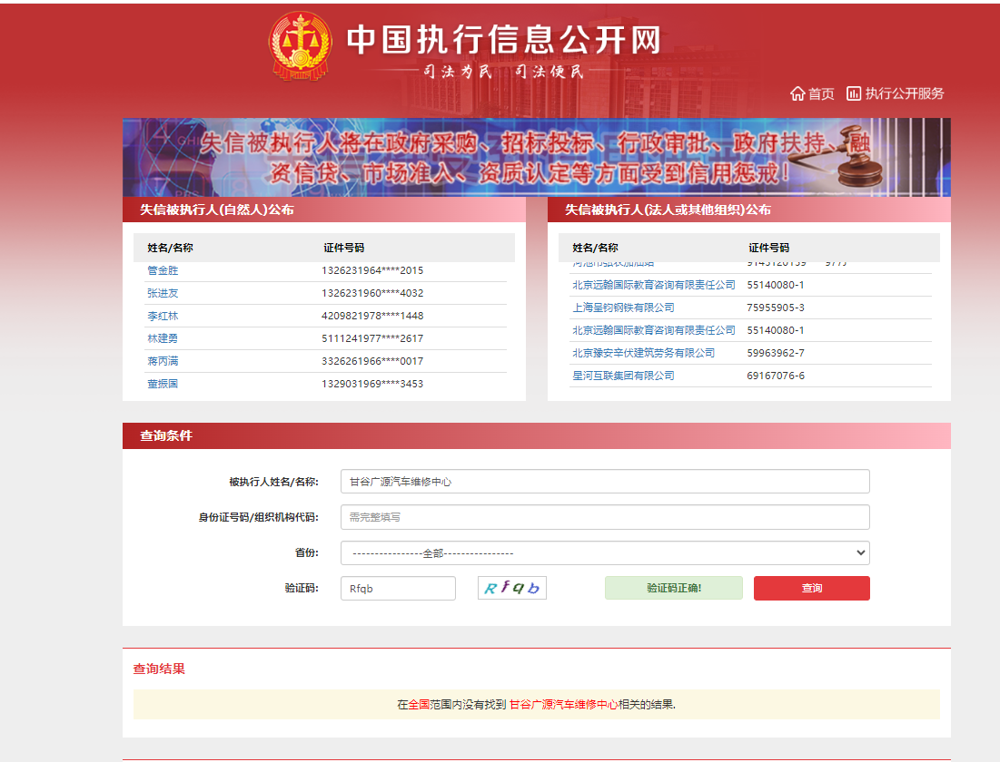 中国执行信息公开网
司法为民 司法便民
首页 执行公开服务
失信被执行人将在政府采购、招标投标、行政审批、政府扶持、融
资信贷、市场准入、资质认定等方面受到信用惩戒！
失信被执行人(自然人)公布
姓名/名称 证件号码
管金胜 1326231964****2015
张进友 1326231960****4032
李红林 4209821978****1448
林建勇 5111241977****2617
蒋丙满 3326261966****0017
董振国 1329031969****3453
失信被执行人(法人或其他组织)公布
姓名/名称 证件号码
北京远翰国际教育咨询有限责任公司 55140080-1
上海呈钧钢铁有限公司 75955905-3
北京远翰国际教育咨询有限责任公司 55140080-1
北京豫安辛伏建筑劳务有限公司 59963962-7
星河互联集团有限公司 69167076-6
查询条件
被执行人姓名/名称: 甘谷广源汽车维修中心
身份证号码/组织机构代码: 需完整填写
省份: ----------------全部----------------
验证码: Rfqb Rfqb 验证码正确! 查询
查询结果
在全国范围内没有找到 甘谷广源汽车维修中心相关的结果.